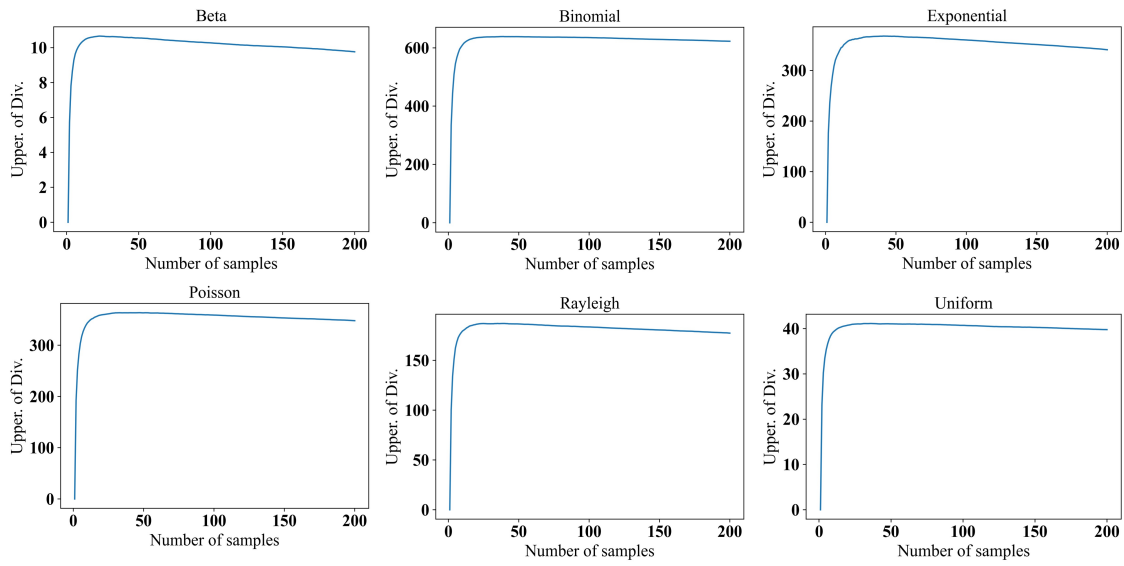 Beta
Upper. of Div.
10
8
6
4
2
0
0 50 100 150 200
Number of samples
Binomial
Upper. of Div.
600
400
200
0
0 50 100 150 200
Number of samples
Exponential
Upper. of Div.
300
200
100
0
0 50 100 150 200
Number of samples
Poisson
Upper. of Div.
300
200
100
0
0 50 100 150 200
Number of samples
Rayleigh
Upper. of Div.
150
100
50
0
0 50 100 150 200
Number of samples
Uniform
Upper. of Div.
40
30
20
10
0
0 50 100 150 200
Number of samples